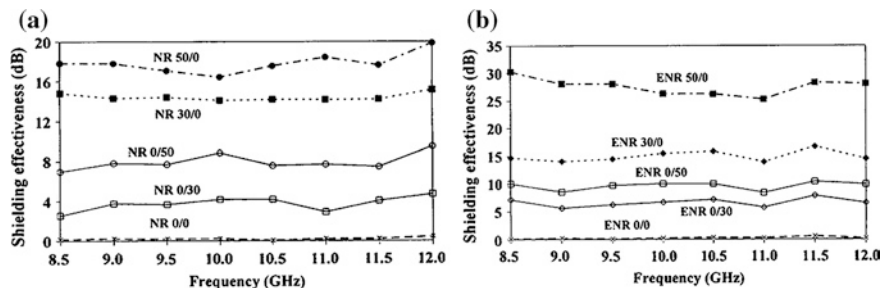 (a)
Shielding effectiveness (dB)
20
16
12
8
4
0
NR 50/0
NR 30/0
NR 0/50
NR 0/30
NR 0/0
8.5 9.0 9.5 10.0 10.5 11.0 11.5 12.0
Frequency (GHz)
(b)
Shielding effectiveness (dB)
35
30
25
20
15
10
5
0
ENR 50/0
ENR 30/0
ENR 0/50
ENR 0/30
ENR 0/0
8.5 9.0 9.5 10.0 10.5 11.0 11.5 12.0
Frequency (GHz)